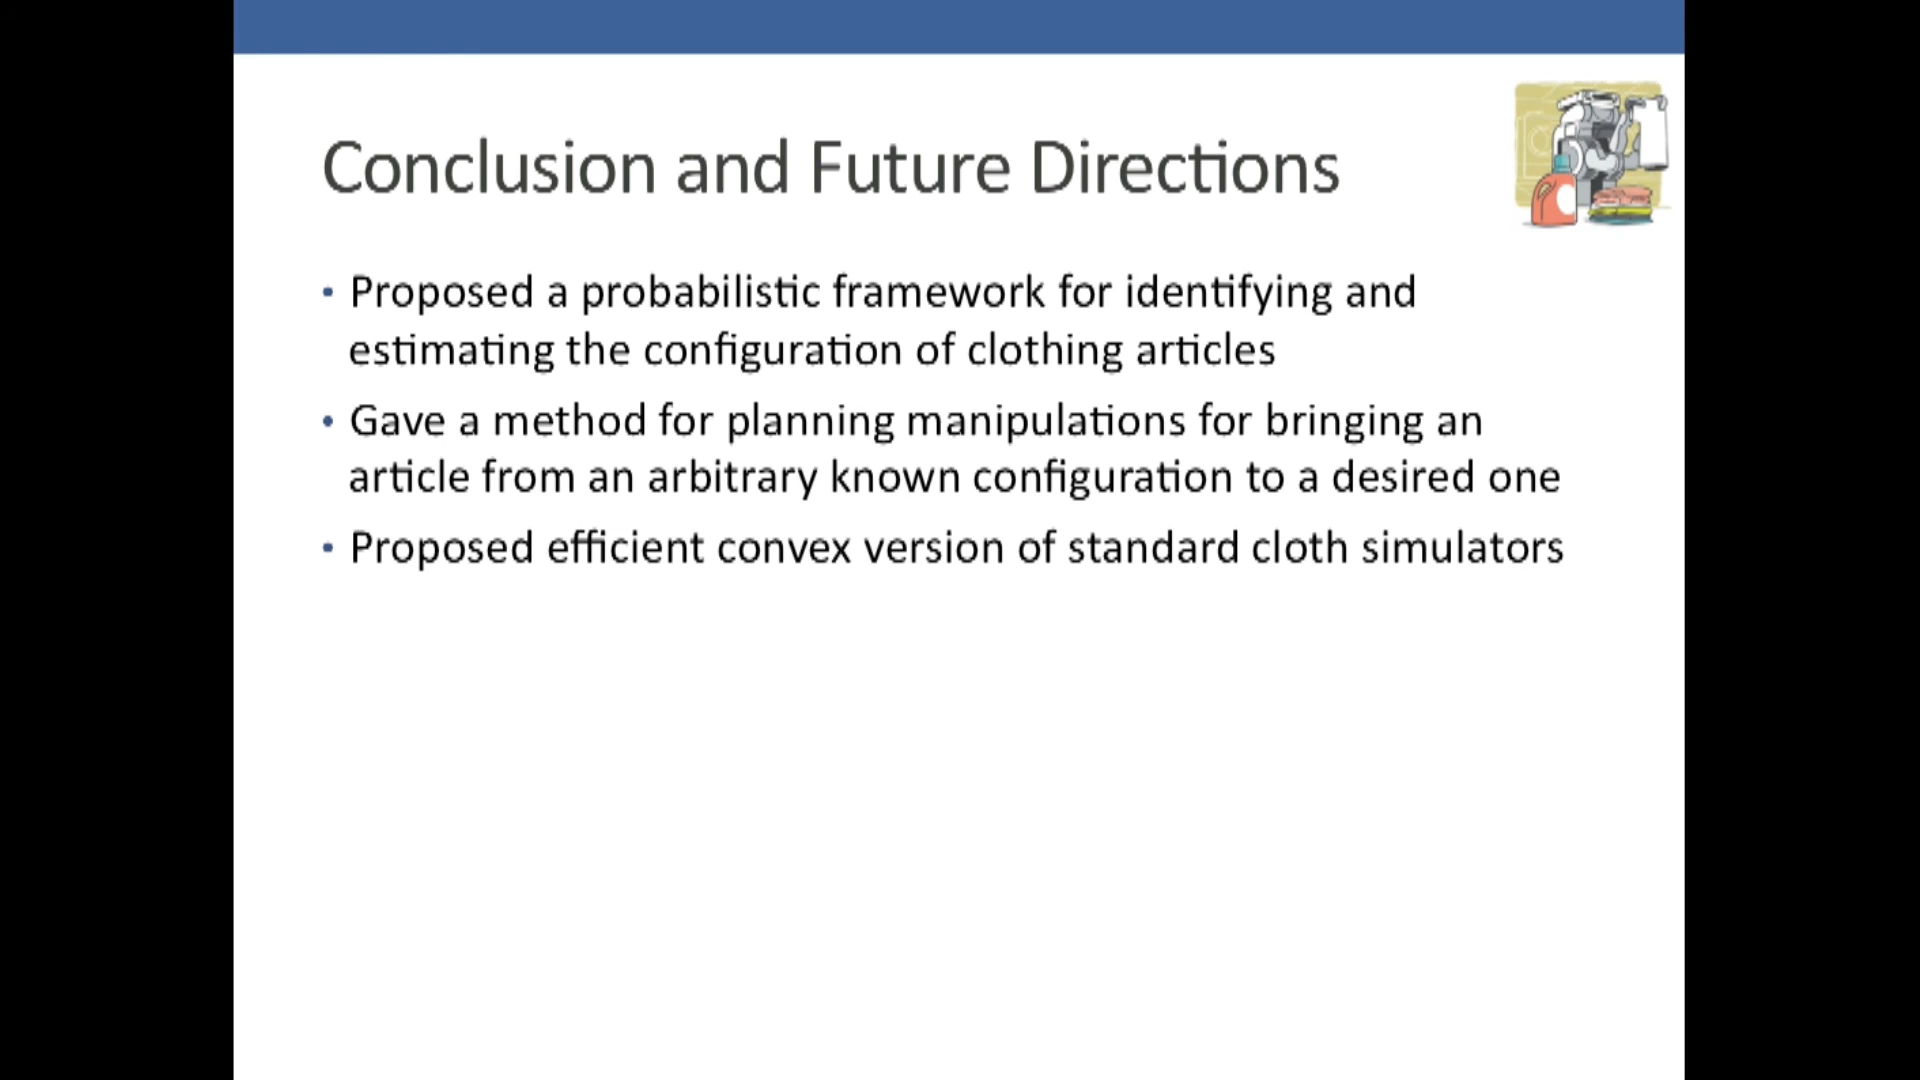 Conclusion and Future Directions
• Proposed a probabilistic framework for identifying and
estimating the configuration of clothing articles
• Gave a method for planning manipulations for bringing an
article from an arbitrary known configuration to a desired one
• Proposed efficient convex version of standard cloth simulators